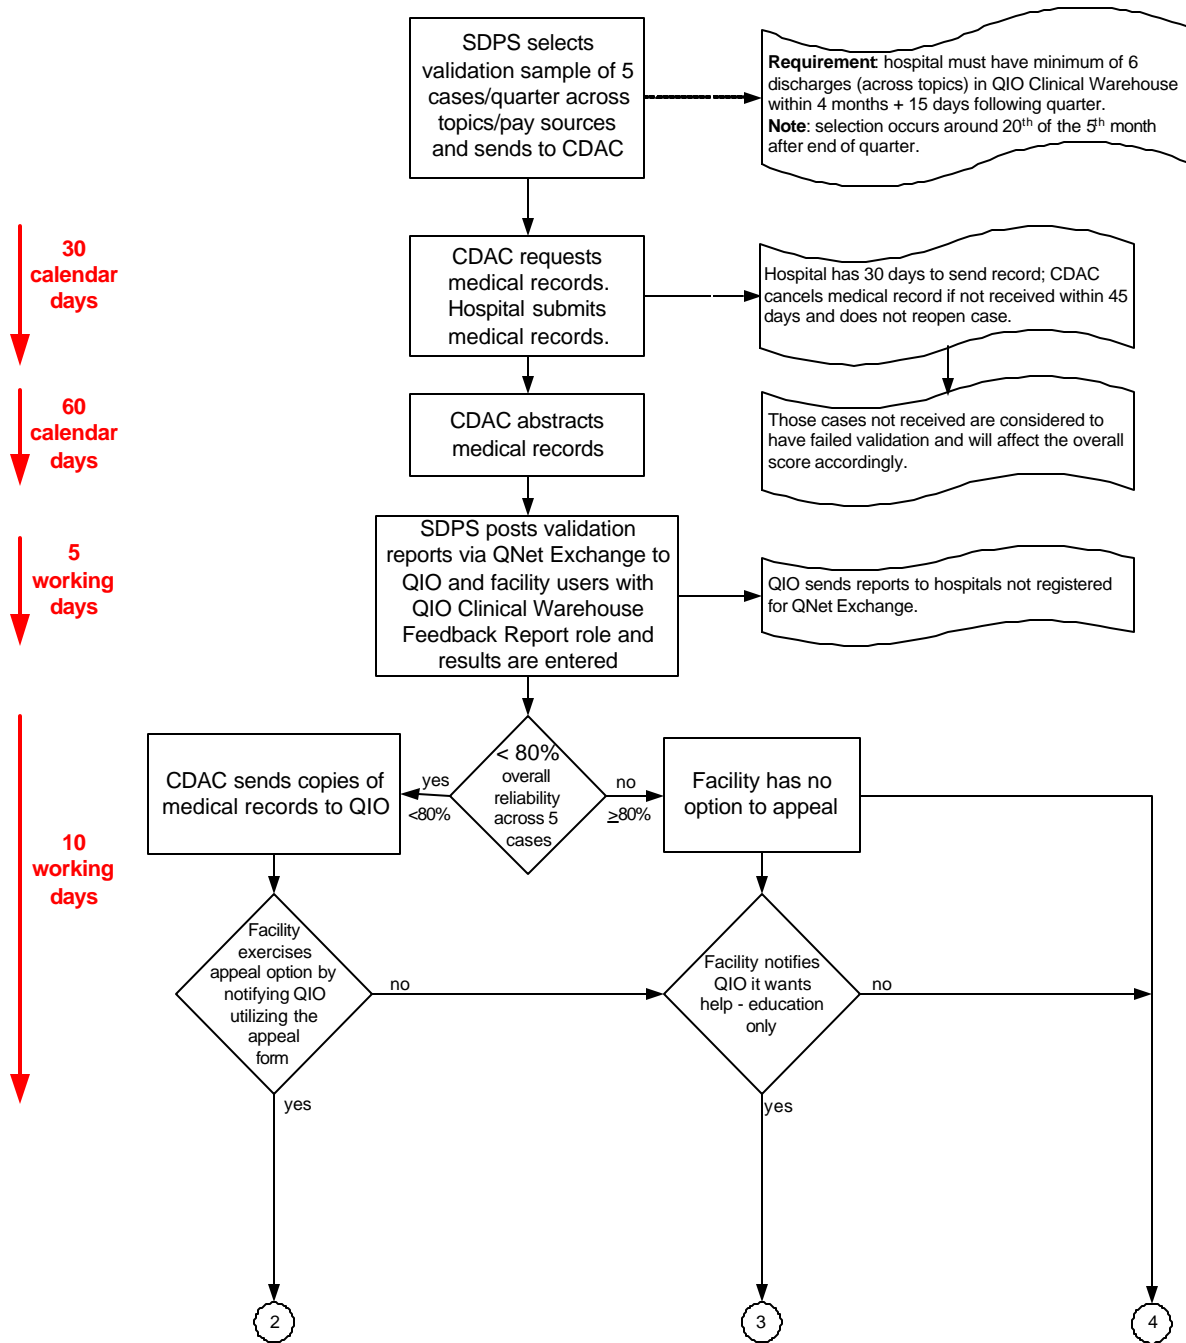 SDPS selects
validation sample of 5
cases/quarter across
topics/pay sources
and sends to CDAC
Requirement: hospital must have minimum of 6
discharges (across topics) in QIO Clinical Warehouse
within 4 months + 15 days following quarter.
Note: selection occurs around 20th of the 5th month
after end of quarter.
30
calendar
days
CDAC requests
medical records.
Hospital submits
medical records.
Hospital has 30 days to send record; CDAC
cancels medical record if not received within 45
days and does not reopen case.
60
calendar
days
CDAC abstracts
medical records
Those cases not received are considered to
have failed validation and will affect the overall
score accordingly.
5
working
days
SDPS posts validation
reports via QNet Exchange to
QIO and facility users with
QIO Clinical Warehouse
Feedback Report role and
results are entered
QIO sends reports to hospitals not registered
for QNet Exchange.
10
working
days
CDAC sends copies of
medical records to QIO
yes
<80%
< 80%
overall
reliability
across 5
cases
no
≥80%
Facility has no
option to appeal
Facility
exercises
appeal option by
notifying QIO
utilizing the
appeal
form
no
Facility notifies
QIO it wants
help - education
only
no
yes
yes
2
3
4